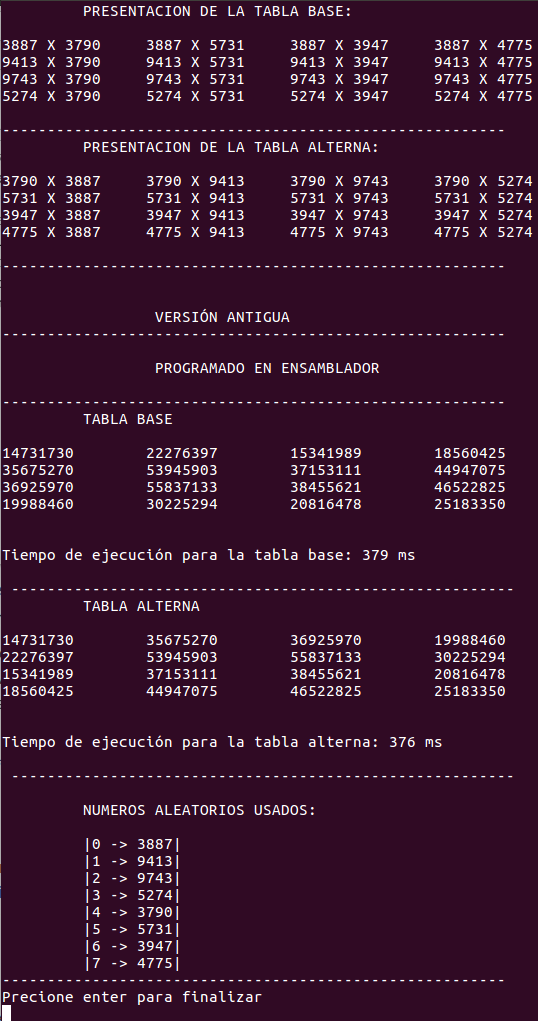 PRESENTACION DE LA TABLA BASE:
3887 X 3790 3887 X 5731 3887 X 3947 3887 X 4775
9413 X 3790 9413 X 5731 9413 X 3947 9413 X 4775
9743 X 3790 9743 X 5731 9743 X 3947 9743 X 4775
5274 X 3790 5274 X 5731 5274 X 3947 5274 X 4775
--------------------------------------------------------
PRESENTACION DE LA TABLA ALTERNA:
3790 X 3887 3790 X 9413 3790 X 9743 3790 X 5274
5731 X 3887 5731 X 9413 5731 X 9743 5731 X 5274
3947 X 3887 3947 X 9413 3947 X 9743 3947 X 5274
4775 X 3887 4775 X 9413 4775 X 9743 4775 X 5274
--------------------------------------------------------
VERSIÓN ANTIGUA
--------------------------------------------------------
PROGRAMADO EN ENSAMBLADOR
--------------------------------------------------------
TABLA BASE
14731730 22276397 15341989 18560425
35675270 53945903 37153111 44947075
36925970 55837133 38455621 46522825
19988460 30225294 20816478 25183350
Tiempo de ejecución para la tabla base: 379 ms
--------------------------------------------------------
TABLA ALTERNA
14731730 35675270 36925970 19988460
22276397 53945903 55837133 30225294
15341989 37153111 38455621 20816478
18560425 44947075 46522825 25183350
Tiempo de ejecución para la tabla alterna: 376 ms
--------------------------------------------------------
NUMEROS ALEATORIOS USADOS:
|0 -> 3887|
|1 -> 9413|
|2 -> 9743|
|3 -> 5274|
|4 -> 3790|
|5 -> 5731|
|6 -> 3947|
|7 -> 4775|
--------------------------------------------------------
Precione enter para finalizar